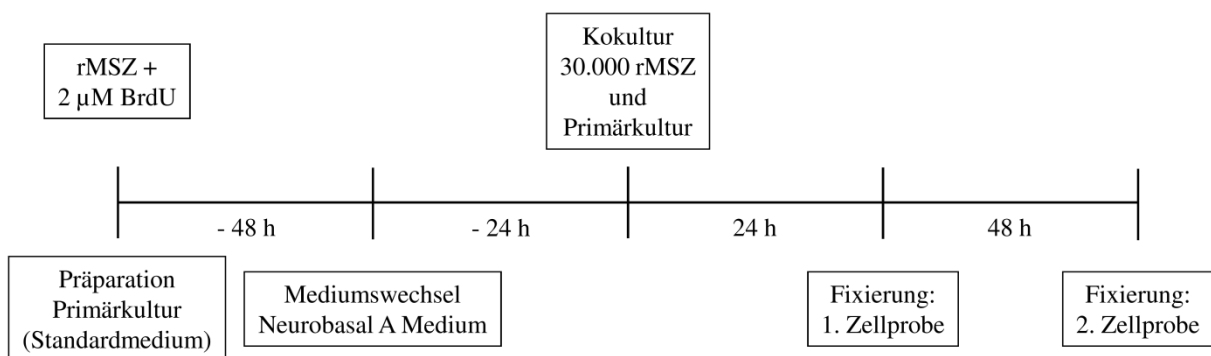 rMSZ +
2 µM BrdU
Kokultur
30.000 rMSZ
und
Primärkultur
- 48 h
- 24 h
24 h
48 h
Präparation
Primärkultur
(Standardmedium)
Mediumswechsel
Neurobasal A Medium
Fixierung:
1. Zellprobe
Fixierung:
2. Zellprobe